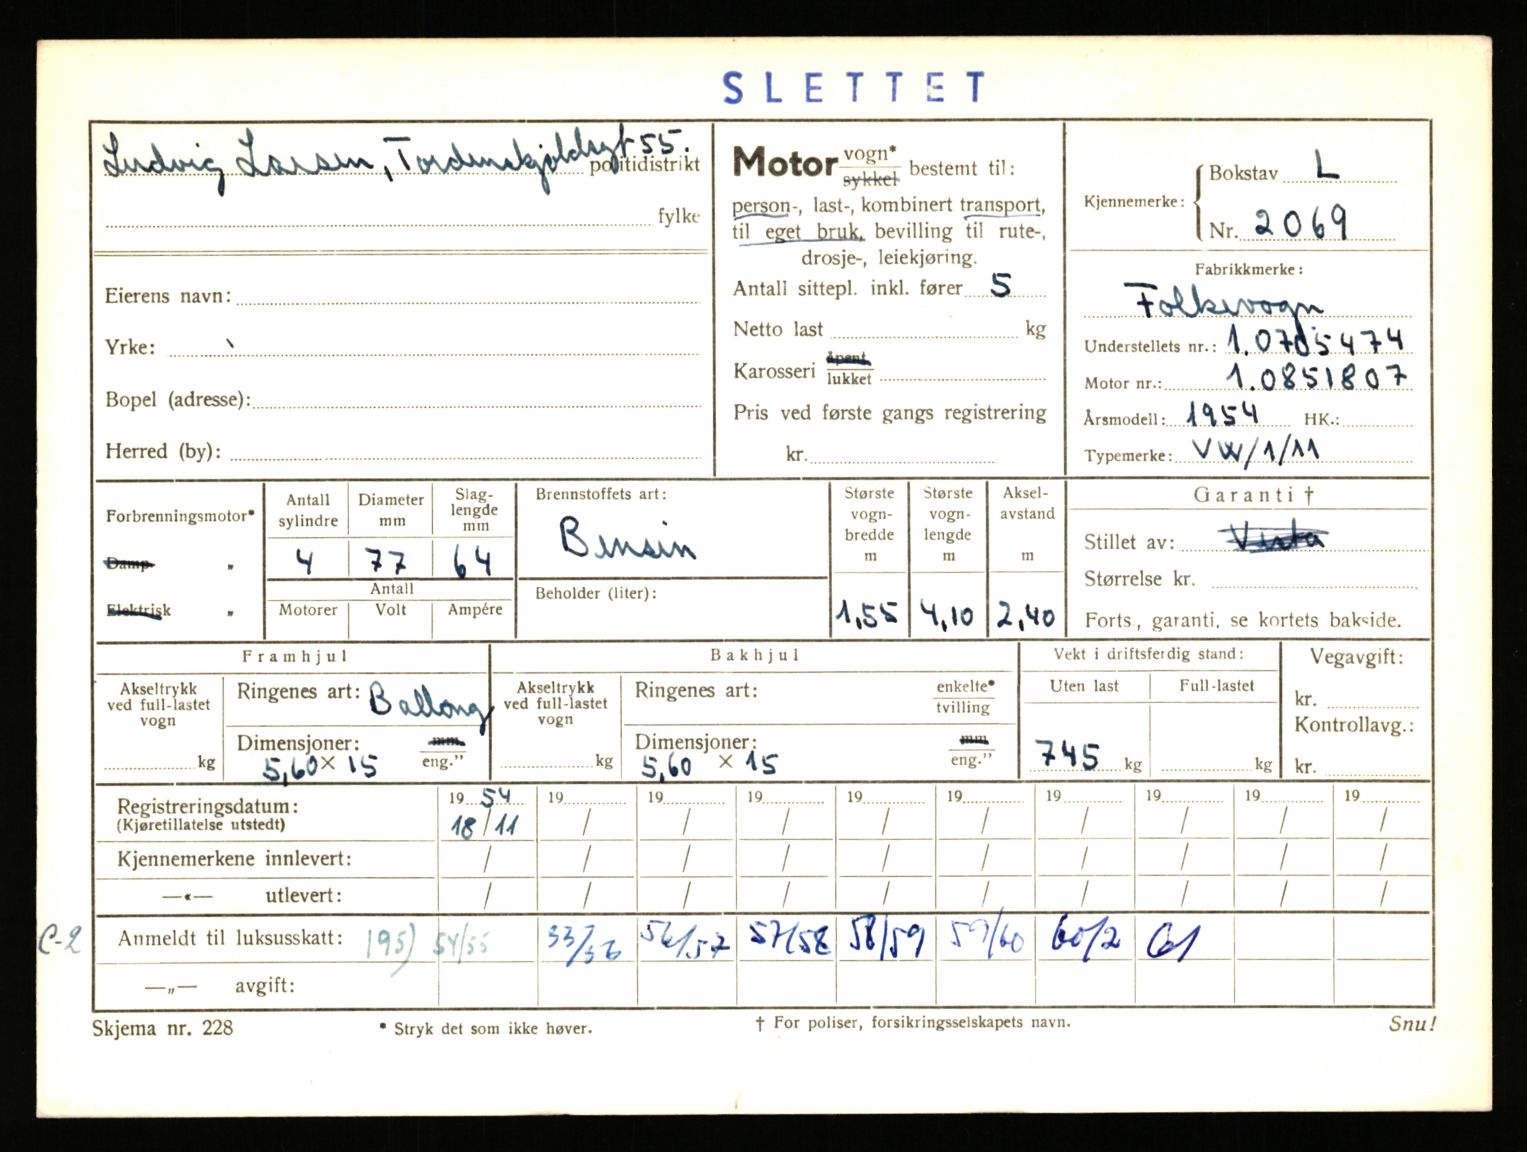 SLETTET
Ludvig Larsen, Tordenskjoldsgt 55.
politidistrikt
fylke
Eierens navn:
Yrke:
Bopel (adresse):
Herred (by):
Motor vogn* sykkel bestemt til:
person-, last-, kombinert transport,
til eget bruk, bevilling til rute-,
drosje-, leiekjøring.
Antall sittepl. inkl. fører 5
Netto last kg
Karosseri åpent lukket
Pris ved første gangs registrering
kr.
Kjennemerke: Bokstav L
Nr. 2069
Fabrikkmerke:
Folkevogn
Understellets nr.: 1.0705474
Motor nr.: 1.0851807
Årsmodell: 1954 HK.:
Typemerke: VW/1/11
Forbrenningsmotor*
Damp- "
Elektrisk "
Antall sylindre Diameter mm Slag-lengde mm
4 77 64
Antall
Motorer Volt Ampére
Brennstoffets art:
Bensin
Beholder (liter):
Største vogn-bredde m Største vogn-lengde m Aksel-avstand m
1,55 4,10 2,40
Garanti †
Stillet av:
Størrelse kr.
Forts., garanti, se kortets bakside.
Framhjul
Akseltrykk ved full-lastet vogn
kg
Ringenes art: Ballong
Dimensjoner: mm eng."
5,60 × 15
Bakhjul
Akseltrykk ved full-lastet vogn
kg
Ringenes art: enkelte* tvilling
Dimensjoner: mm eng."
5,60 × 15
Vekt i driftsferdig stand:
Uten last Full-lastet
745 kg kg
Vegavgift:
kr.
Kontrollavg.:
kr.
Registreringsdatum: 19 54 19 19 19 19 19 19 19 19 19
(Kjøretillatelse utstedt) 18/11 / / / / / / / / /
Kjennemerkene innlevert: / / / / / / / / / /
—«— utlevert: / / / / / / / / / /
C-2 Anmeldt til luksusskatt: 195) 54/55 55/56 56/57 57/58 58/59 59/60 60/2 61
—„— avgift:
Skjema nr. 228 * Stryk det som ikke høver. † For poliser, forsikringsselskapets navn. Snu!